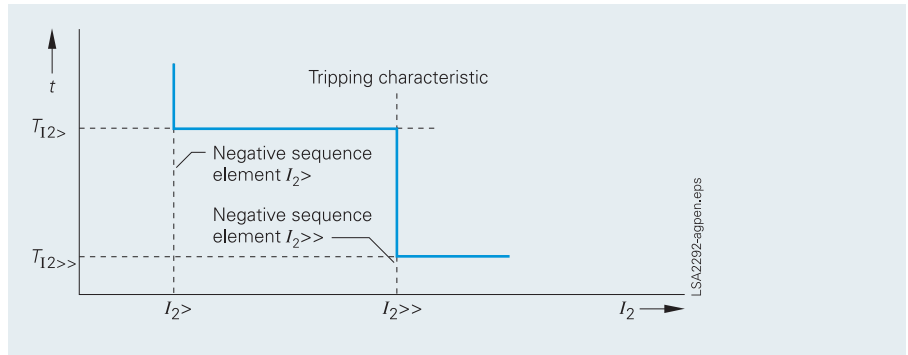 t
Tripping characteristic
TI2>
Negative sequence
element I2>
Negative sequence
element I2>>
TI2>>
I2>
I2>>
I2
LSA2292-agpen.eps